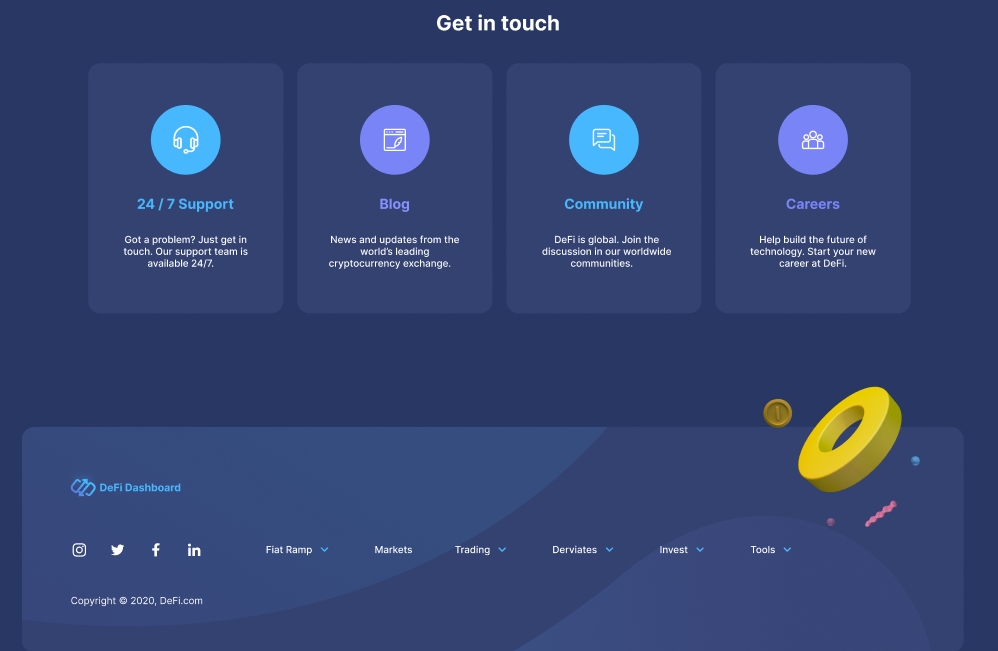 Get in touch
24 / 7 Support
Got a problem? Just get in
touch. Our support team is
available 24/7.
Blog
News and updates from the
world's leading
cryptocurrency exchange.
Community
DeFi is global. Join the
discussion in our worldwide
communities.
Careers
Help build the future of
technology. Start your new
career at DeFi.
DeFi Dashboard
Fiat Ramp
Markets
Trading
Derviates
Invest
Tools
Copyright © 2020, DeFi.com